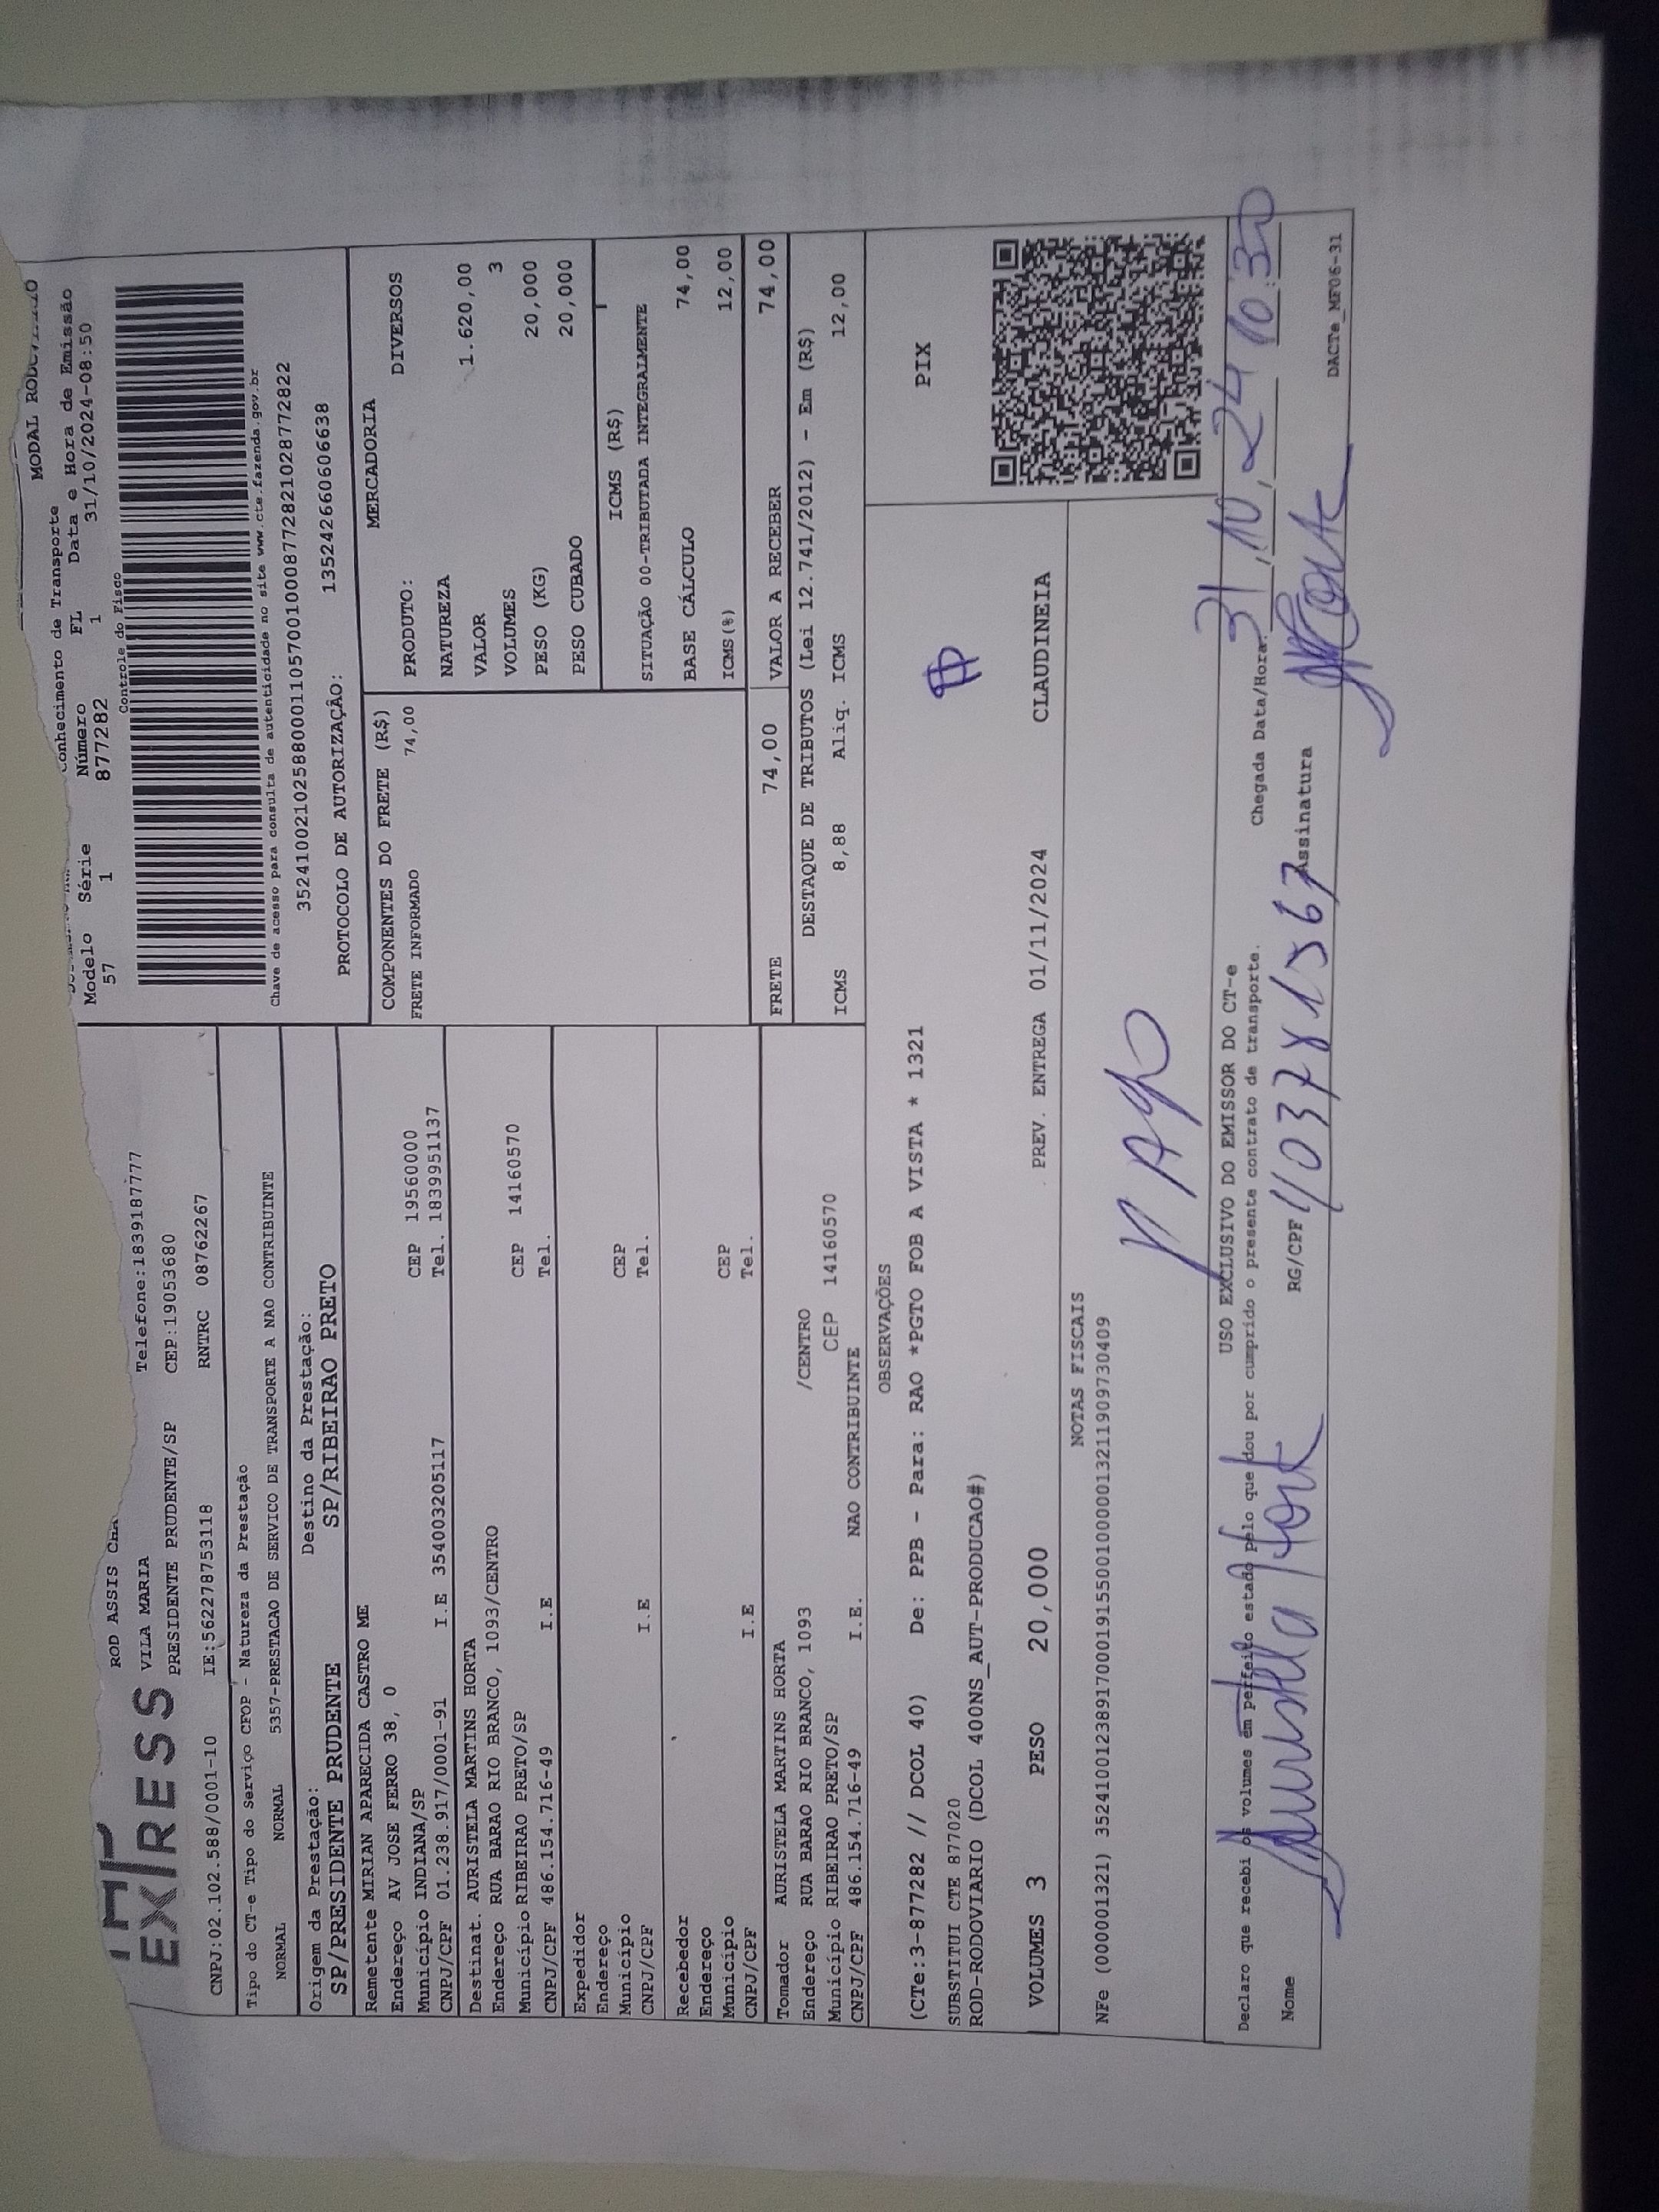 MODAL
Conhecimento de Transporte
Modelo Série Número FL Data e Hora de Emissão
57 1 877282 1 31/10/2024-08:50
Controle do Fisco
Chave de acesso para consulta de autenticidade no site www.cte.fazenda.gov.br
35241002102588000110570010008772821028772822
PROTOCOLO DE AUTORIZAÇÃO: 135242660606638
EXPRESS
ROD ASSIS
VILA MARIA Telefone:1839187777
PRESIDENTE PRUDENTE/SP CEP:19053680
CNPJ:02.102.588/0001-10 IE:562278753118 RNTRC 08762267
Tipo do CT-e Tipo do Serviço CFOP - Natureza da Prestação
NORMAL NORMAL 5357-PRESTACAO DE SERVICO DE TRANSPORTE A NAO CONTRIBUINTE
Origem da Prestação: Destino da Prestação:
SP/PRESIDENTE PRUDENTE SP/RIBEIRAO PRETO
Remetente MIRIAN APARECIDA CASTRO ME
Endereço AV JOSE FERRO 38, 0
Município INDIANA/SP CEP 19560000
CNPJ/CPF 01.238.917/0001-91 I.E 354003205117 Tel. 1839951137
Destinat. AURISTELA MARTINS HORTA
Endereço RUA BARAO RIO BRANCO, 1093/CENTRO
Município RIBEIRAO PRETO/SP CEP 14160570
CNPJ/CPF 486.154.716-49 I.E Tel.
Expedidor
Endereço
Município CEP
CNPJ/CPF I.E Tel.
Recebedor
Endereço
Município CEP
CNPJ/CPF I.E Tel.
Tomador AURISTELA MARTINS HORTA
Endereço RUA BARAO RIO BRANCO, 1093 /CENTRO
Município RIBEIRAO PRETO/SP CEP 14160570
CNPJ/CPF 486.154.716-49 I.E. NAO CONTRIBUINTE
COMPONENTES DO FRETE (R$)
FRETE INFORMADO 74,00
MERCADORIA
PRODUTO: DIVERSOS
NATUREZA
VALOR 1.620,00
VOLUMES 3
PESO (KG) 20,000
PESO CUBADO 20,000
ICMS (R$)
SITUAÇÃO 00-TRIBUTADA INTEGRALMENTE
BASE CÁLCULO 74,00
ICMS(%) 12,00
FRETE 74,00 VALOR A RECEBER 74,00
DESTAQUE DE TRIBUTOS (Lei 12.741/2012) - Em (R$)
ICMS 8,88 Aliq. ICMS 12,00
OBSERVAÇÕES
(CTe:3-877282 // DCOL 40) De: PPB - Para: RAO *PGTO FOB A VISTA * 1321
SUBSTITUI CTE 877020
ROD-RODOVIARIO (DCOL 400NS_AUT-PRODUCAO#)
PIX
VOLUMES 3 PESO 20,000 PREV. ENTREGA 01/11/2024 CLAUDINEIA
NOTAS FISCAIS
NFe (000001321) 35241001238917000191550010000013211909730409
USO EXCLUSIVO DO EMISSOR DO CT-e
Declaro que recebi os volumes em perfeito estado pelo que dou por cumprido o presente contrato de transporte.
Chegada Data/Hora: 31/10/24 10:30
Nome RG/CPF Assinatura
DACTe_MF06-31